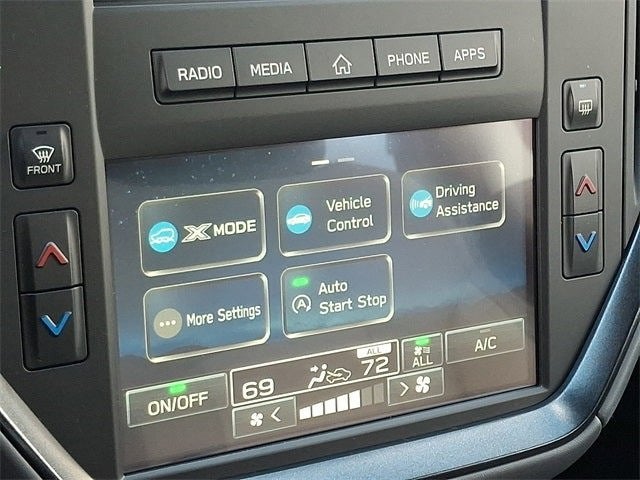 RADIO
MEDIA
PHONE
APPS
FRONT
X MODE
Vehicle
Control
Driving
Assistance
More Settings
Auto
Start Stop
A
ON/OFF
69
ALL
72
ALL
A/C